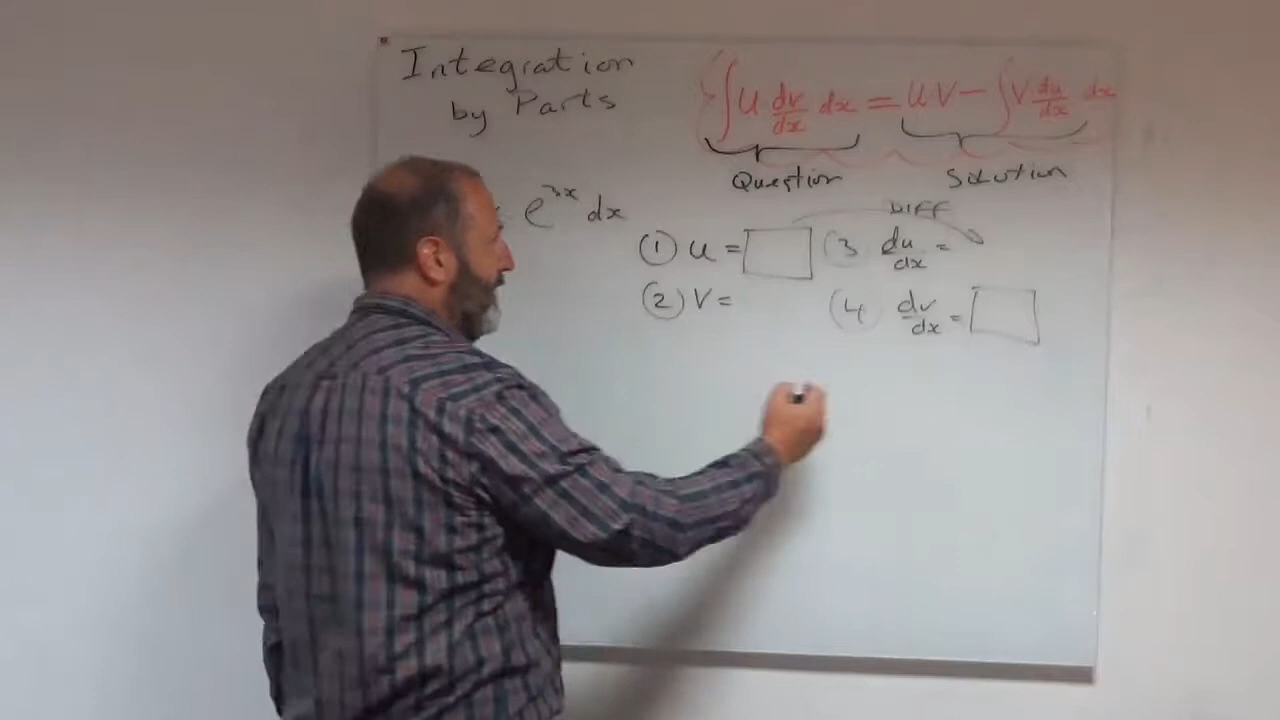 Integration
by Parts
∫ u dv/dx dx = uv − ∫ v du/dx dx
Question
Solution
e^3x dx
DIFF
(1) u =
(3) du/dx =
(2) v =
(4) dv/dx =